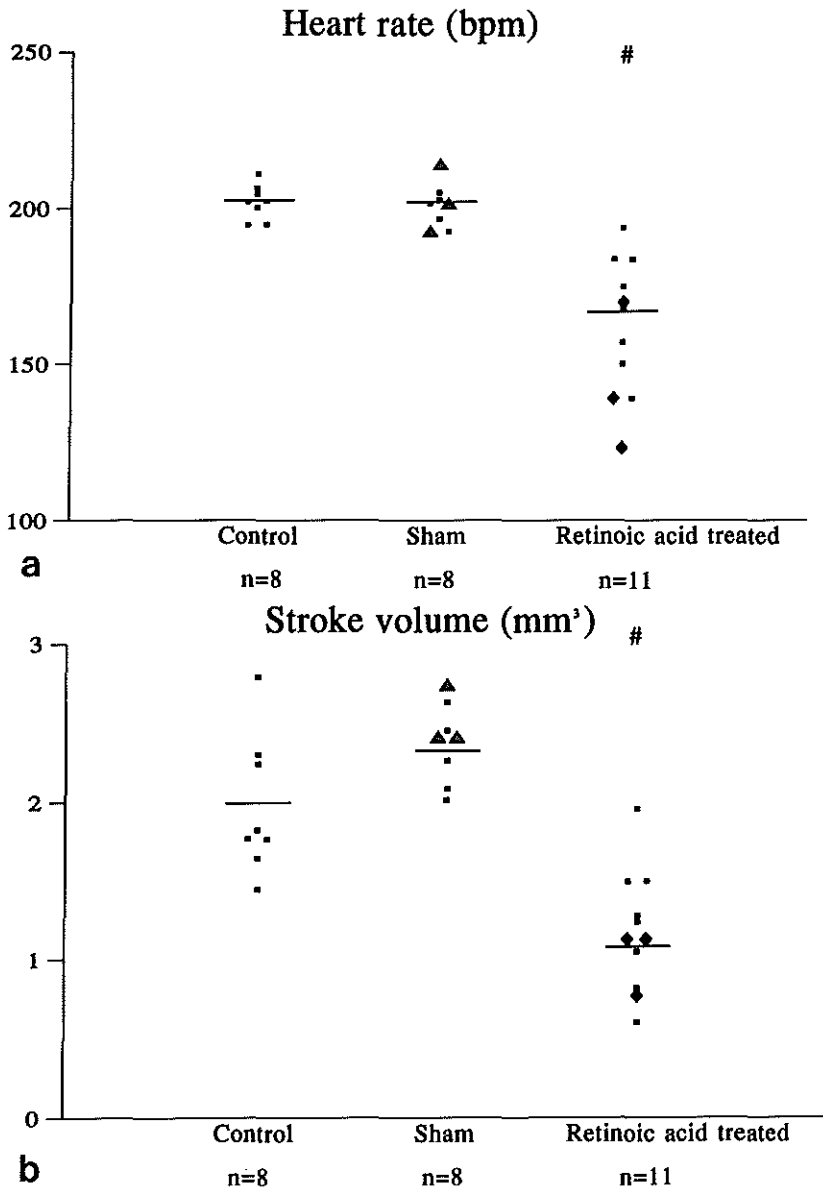 Heart rate (bpm)
250
#
200
150
100
Control Sham Retinoic acid treated
a
n=8 n=8 n=11
Stroke volume (mm³)
#
3
2
1
0
Control Sham Retinoic acid treated
b
n=8 n=8 n=11